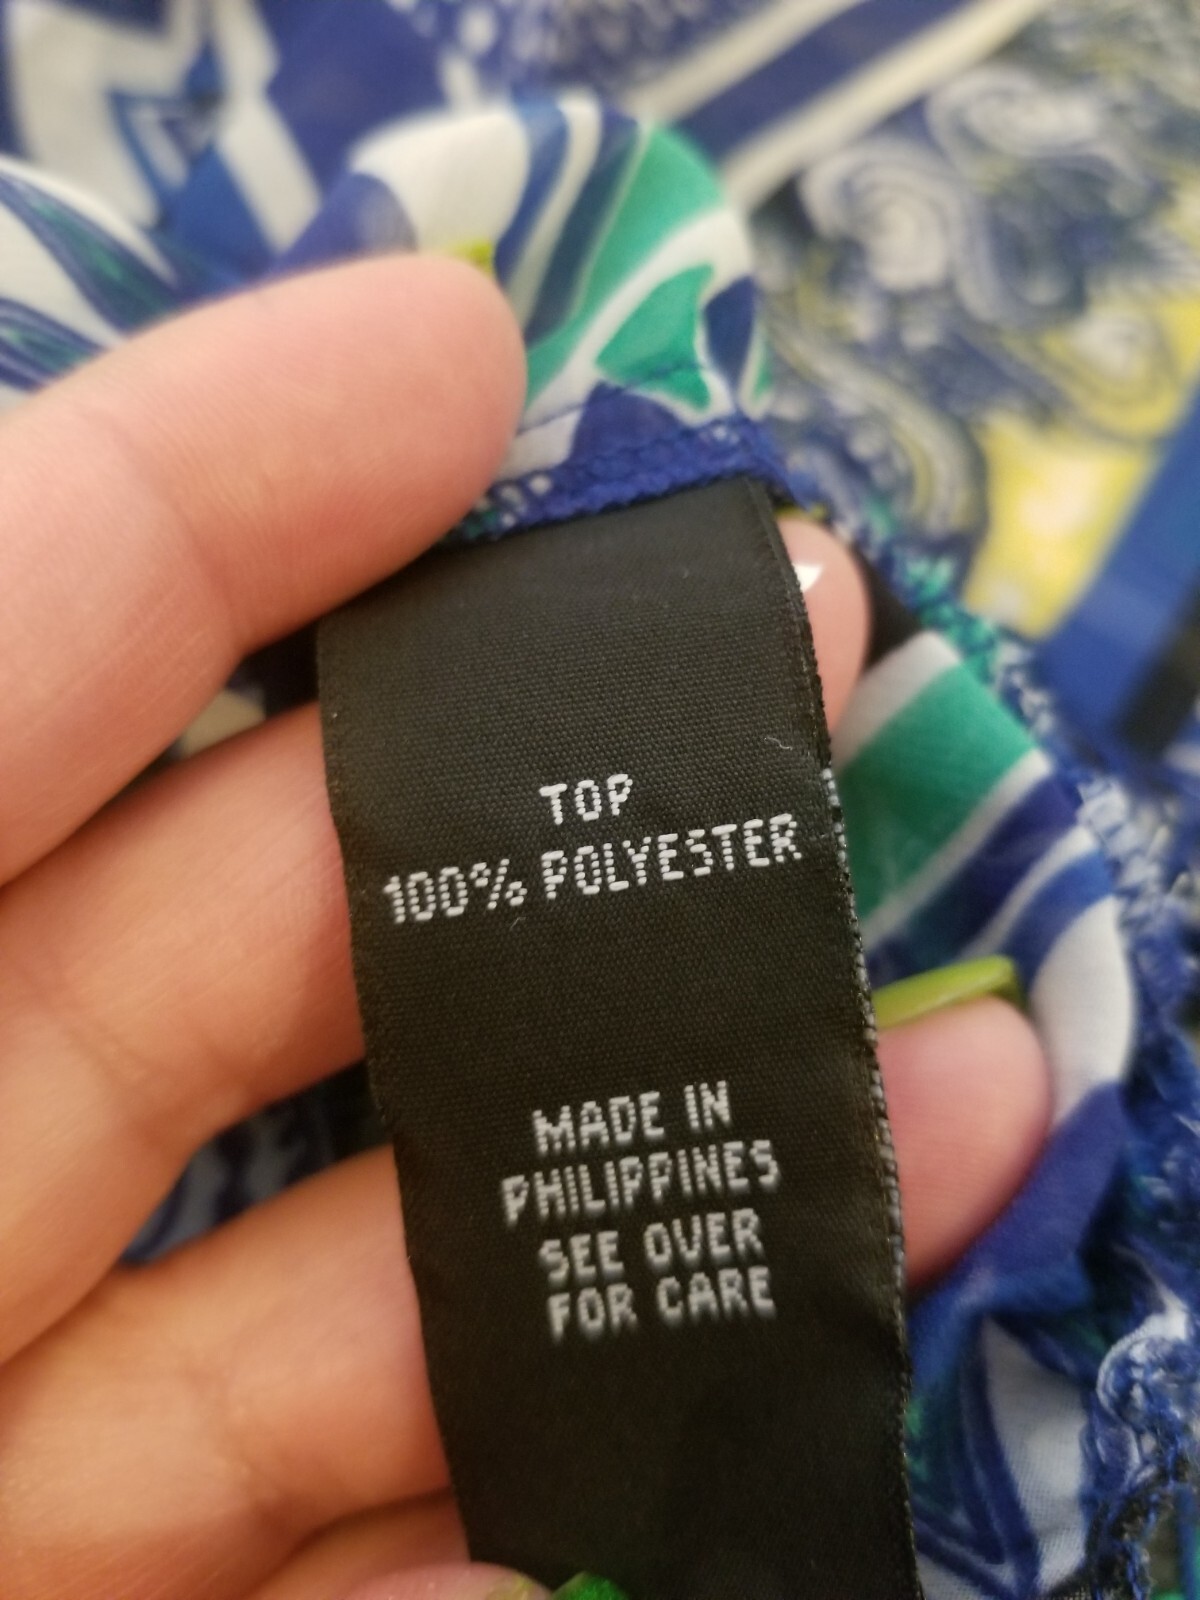 TOP
100% POLYESTER
MADE IN
PHILIPPINES
SEE OVER
FOR CARE